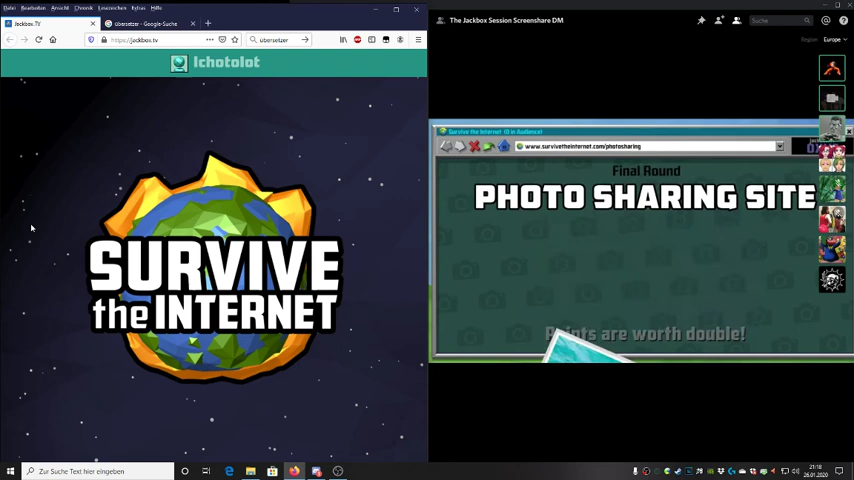 Datei Bearbeiten Ansicht Chronik Lesezeichen Extras Hilfe
Jackbox.TV
übersetzer - Google-Suche
https://jackbox.tv
übersetzer
Ichotolot
SURVIVE
the INTERNET
The Jackbox Session Screenshare DM
Suche
Region
Europe
Survive the Internet (0 in Audience)
www.survivetheinternet.com/photosharing
Final Round
PHOTO SHARING SITE
Points are worth double!
Zur Suche Text hier eingeben
21:18
26.01.2020